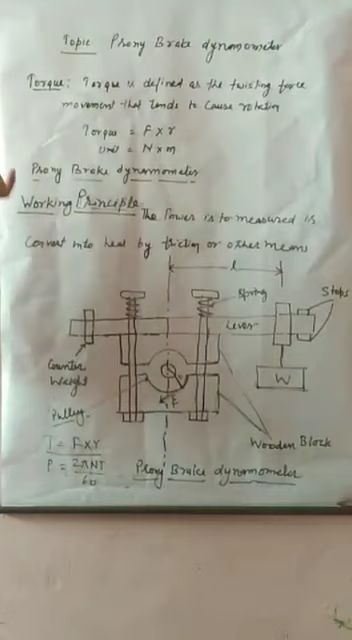 Topic Prony Brake dynamometer
Torque: Torque is defined as the twisting force
movement that tends to cause rotation
Torque = F x r
Unit = N x m
Prony Brake dynamometer
Working Principle. The Power is to measured is
Convert into heat by friction or other means
l
Spring
Stops
Lever
Counter
Weight
W
F
Pulley
Wooden Block
T = F x r
P = 2πNT
60
Prony Brake dynamometer